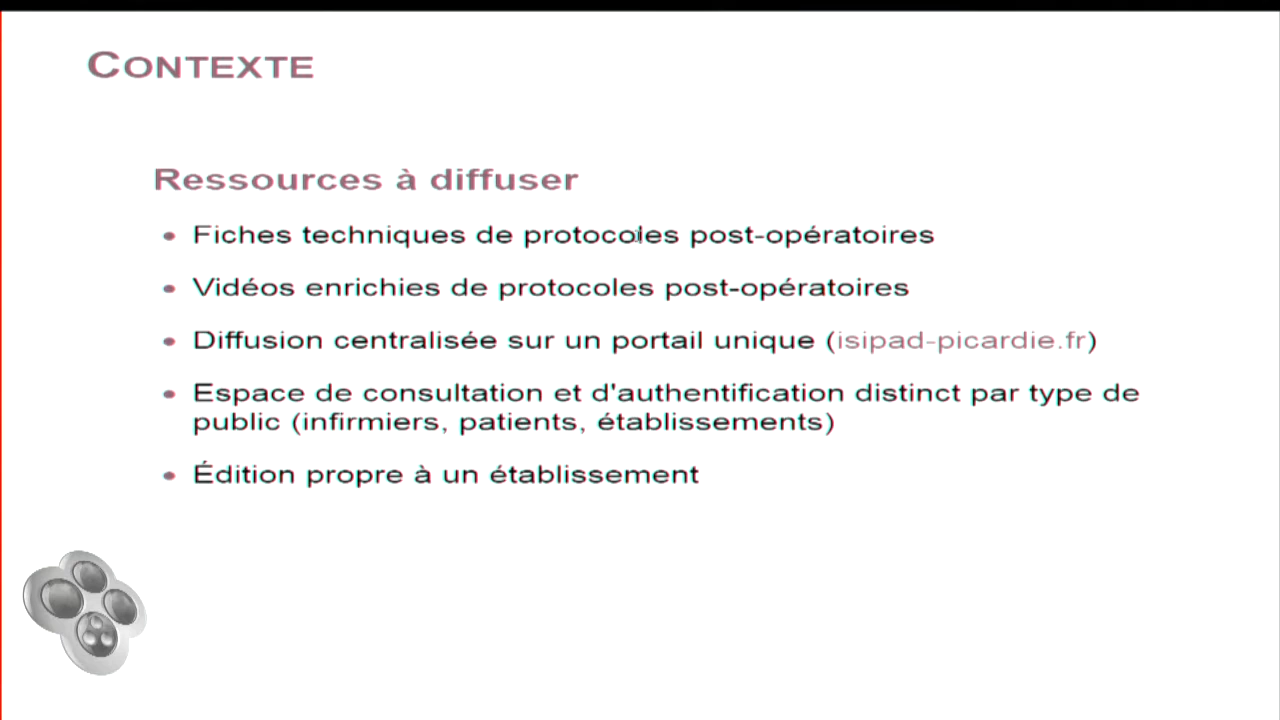 CONTEXTE
Ressources à diffuser
• Fiches techniques de protocoles post-opératoires
• Vidéos enrichies de protocoles post-opératoires
• Diffusion centralisée sur un portail unique (isipad-picardie.fr)
• Espace de consultation et d'authentification distinct par type de
public (infirmiers, patients, établissements)
• Édition propre à un établissement